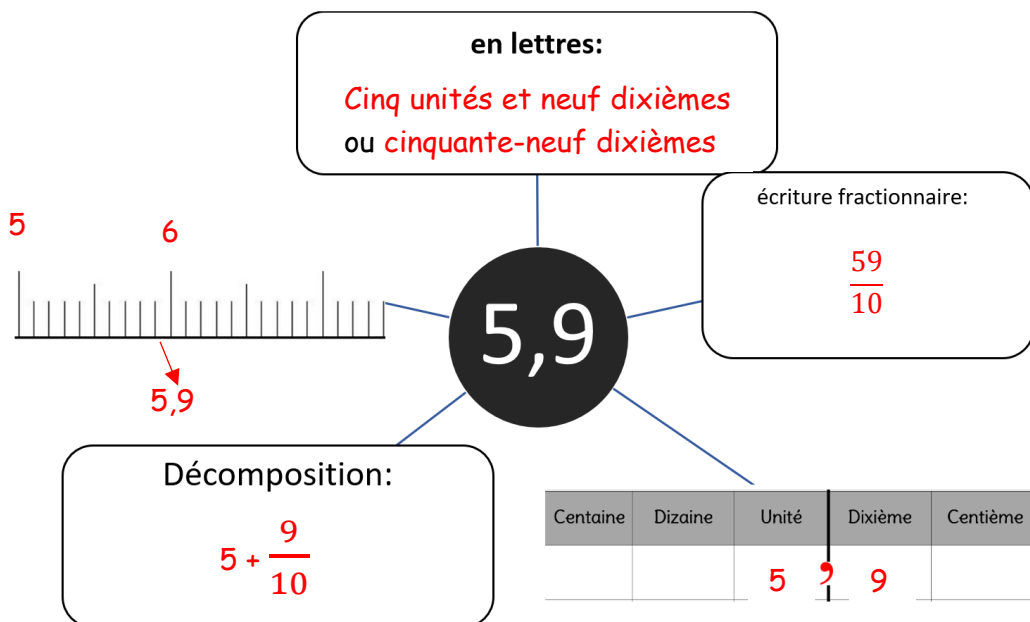 en lettres:
Cinq unités et neuf dixièmes
ou cinquante-neuf dixièmes
écriture fractionnaire:
59
10
5 6
5,9
5,9
Décomposition:
5 + 9
10
Centaine Dizaine Unité Dixième Centième
5 , 9